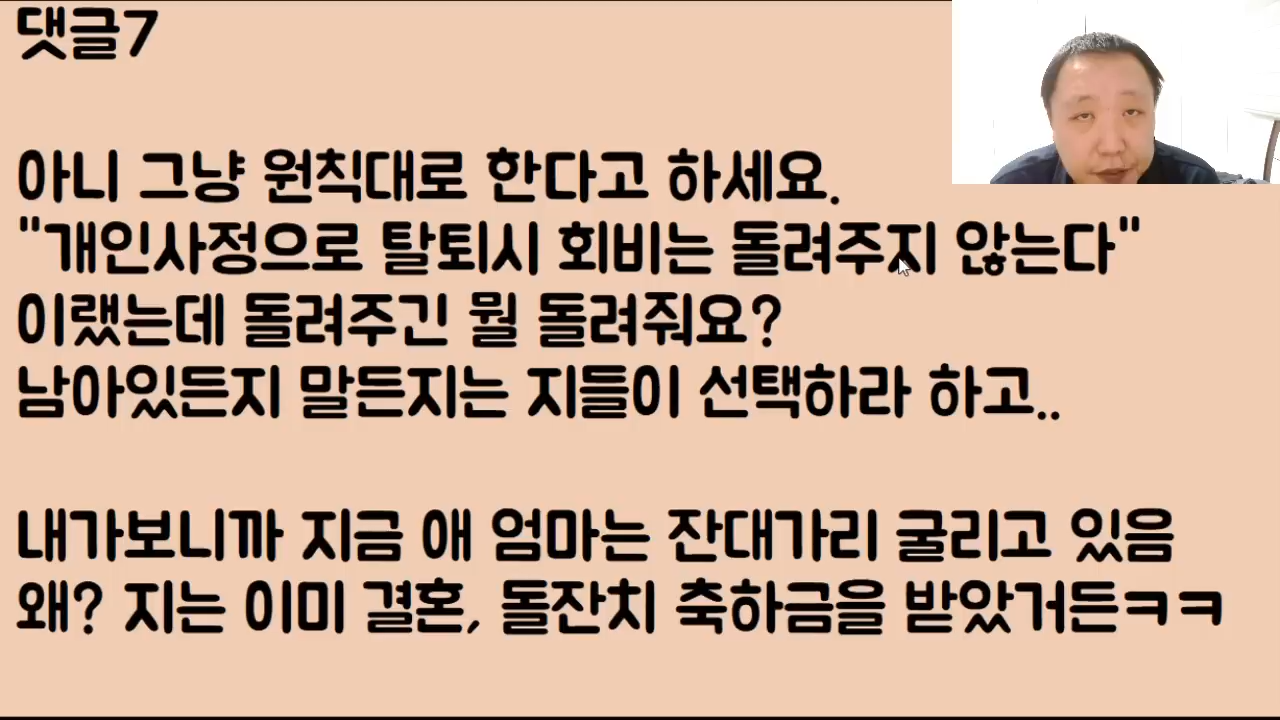 댓글7
아니 그냥 원칙대로 한다고 하세요.
"개인사정으로 탈퇴시 회비는 돌려주지 않는다"
이랬는데 돌려주긴 뭘 돌려줘요?
남아있든지 말든지는 지들이 선택하라 하고..
내가보니까 지금 애 엄마는 잔대가리 굴리고 있음
왜? 지는 이미 결혼, 돌잔치 축하금을 받았거든ㅋㅋ